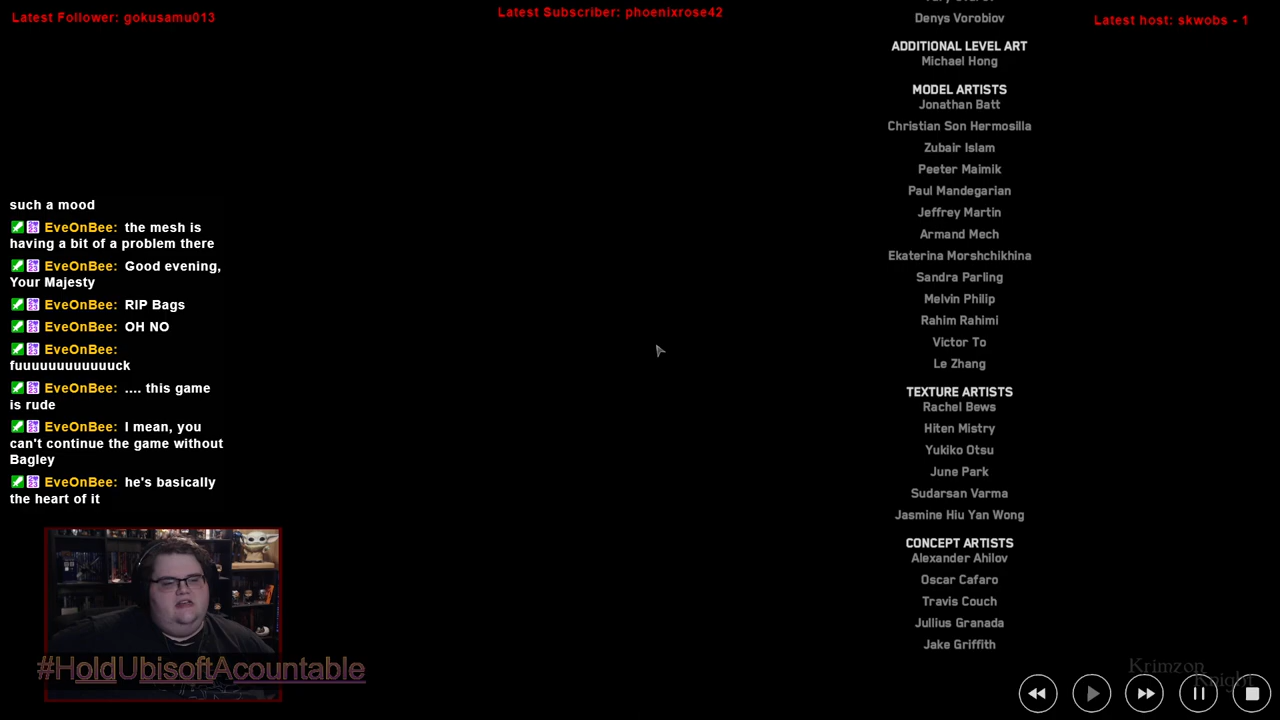 Latest Follower: gokusamu013
Latest Subscriber: phoenixrose42
Latest host: skwobs - 1
such a mood
EveOnBee: the mesh is
having a bit of a problem there
EveOnBee: Good evening,
Your Majesty
EveOnBee: RIP Bags
EveOnBee: OH NO
EveOnBee:
fuuuuuuuuuuuuck
EveOnBee: .... this game
is rude
EveOnBee: I mean, you
can't continue the game without
Bagley
EveOnBee: he's basically
the heart of it
#HoldUbisoftAcountable
Denys Vorobiov
ADDITIONAL LEVEL ART
Michael Hong
MODEL ARTISTS
Jonathan Batt
Christian Son Hermosilla
Zubair Islam
Peeter Maimik
Paul Mandegarian
Jeffrey Martin
Armand Mech
Ekaterina Morshchikhina
Sandra Parling
Melvin Philip
Rahim Rahimi
Victor To
Le Zhang
TEXTURE ARTISTS
Rachel Bews
Hiten Mistry
Yukiko Otsu
June Park
Sudarsan Varma
Jasmine Hiu Yan Wong
CONCEPT ARTISTS
Alexander Ahilov
Oscar Cafaro
Travis Couch
Jullius Granada
Jake Griffith
Krimzon
Knight